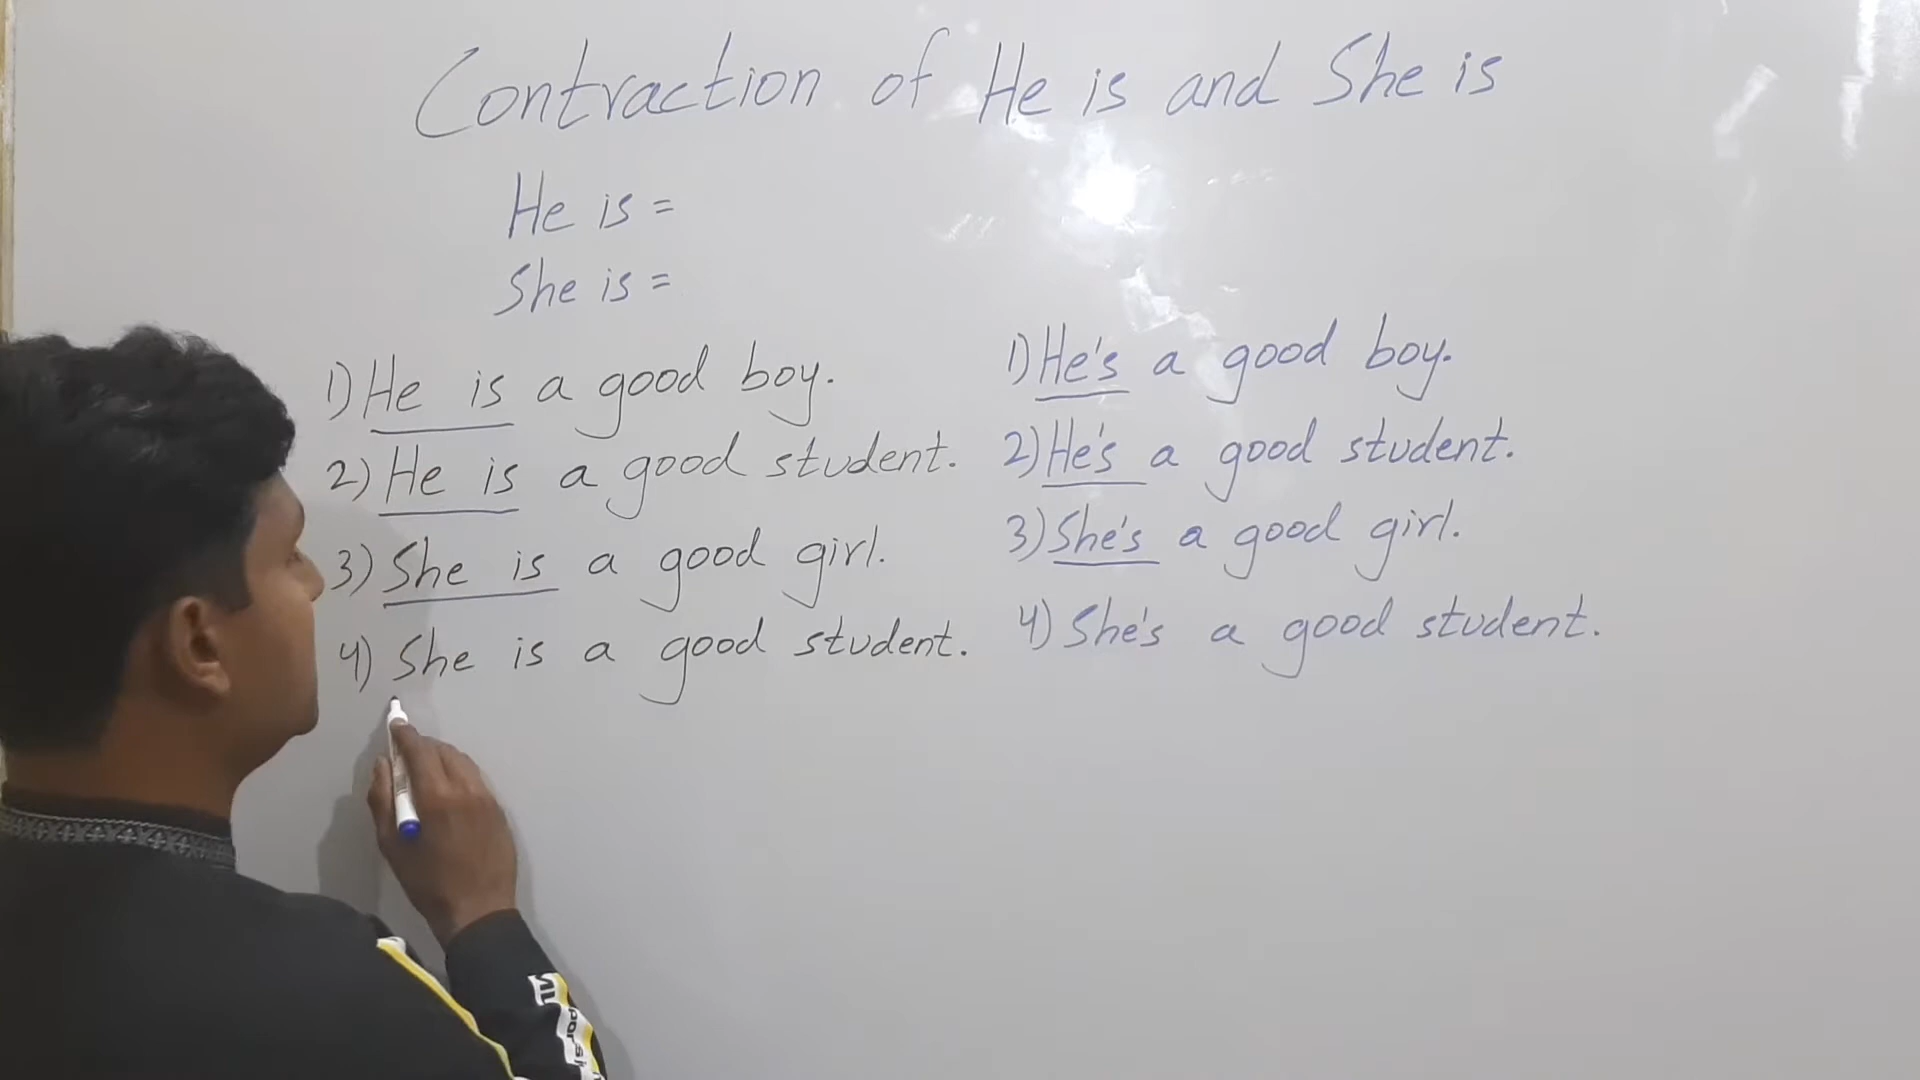 Contraction of He is and She is
He is =
She is =
1) He is a good boy.
2) He is a good student.
3) She is a good girl.
4) She is a good student.
1) He's a good boy.
2) He's a good student.
3) She's a good girl.
4) She's a good student.